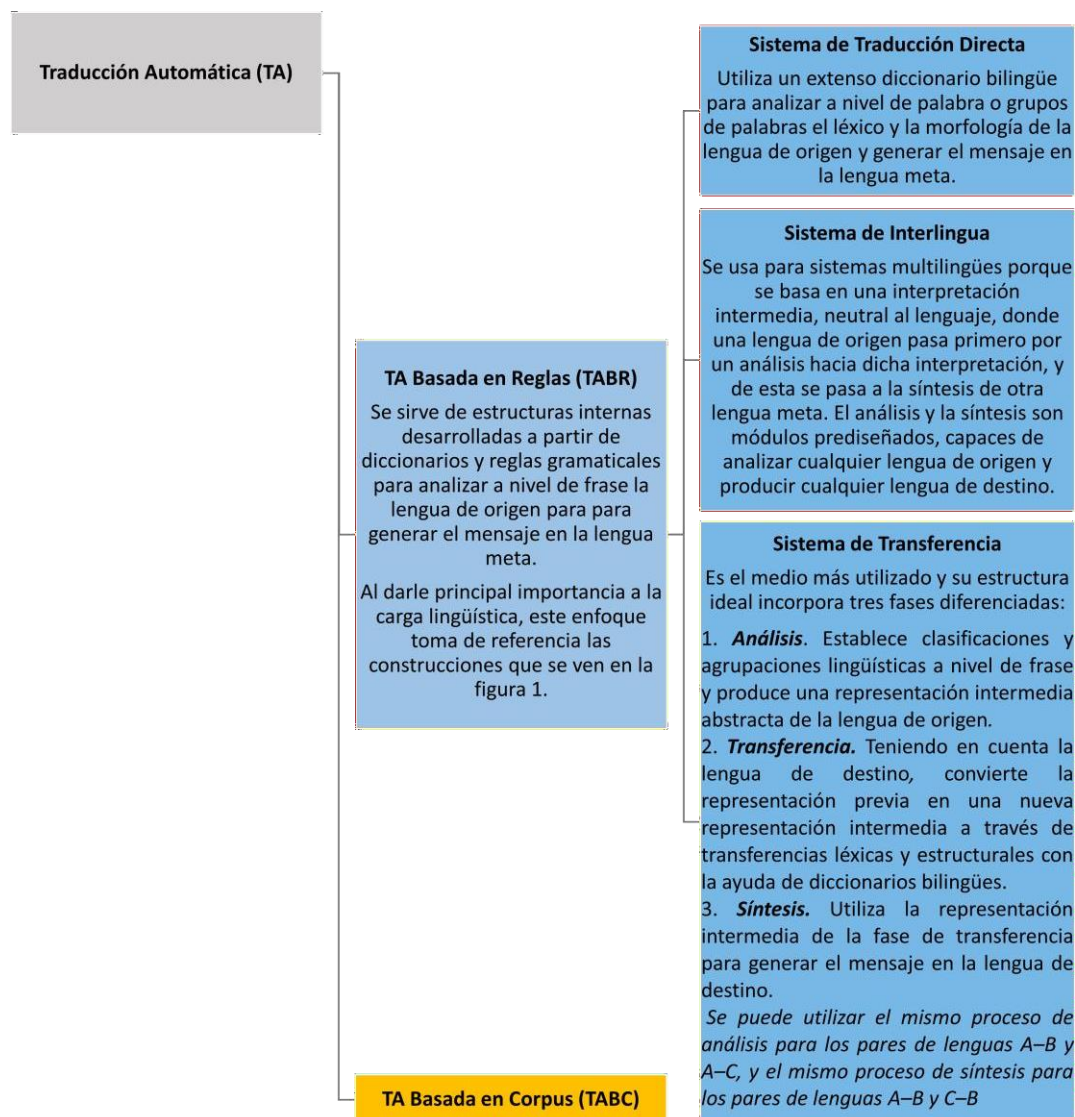 Traducción Automática (TA)
TA Basada en Reglas (TABR)
Se sirve de estructuras internas
desarrolladas a partir de
diccionarios y reglas gramaticales
para analizar a nivel de frase la
lengua de origen para para
generar el mensaje en la lengua
meta.
Al darle principal importancia a la
carga lingüística, este enfoque
toma de referencia las
construcciones que se ven en la
figura 1.
Sistema de Traducción Directa
Utiliza un extenso diccionario bilingüe
para analizar a nivel de palabra o grupos
de palabras el léxico y la morfología de la
lengua de origen y generar el mensaje en
la lengua meta.
Sistema de Interlingua
Se usa para sistemas multilingües porque
se basa en una interpretación
intermedia, neutral al lenguaje, donde
una lengua de origen pasa primero por
un análisis hacia dicha interpretación, y
de esta se pasa a la síntesis de otra
lengua meta. El análisis y la síntesis son
módulos prediseñados, capaces de
analizar cualquier lengua de origen y
producir cualquier lengua de destino.
Sistema de Transferencia
Es el medio más utilizado y su estructura
ideal incorpora tres fases diferenciadas:
1. Análisis. Establece clasificaciones y
agrupaciones lingüísticas a nivel de frase
y produce una representación intermedia
abstracta de la lengua de origen.
2. Transferencia. Teniendo en cuenta la
lengua de destino, convierte la
representación previa en una nueva
representación intermedia a través de
transferencias léxicas y estructurales con
la ayuda de diccionarios bilingües.
3. Síntesis. Utiliza la representación
intermedia de la fase de transferencia
para generar el mensaje en la lengua de
destino.
Se puede utilizar el mismo proceso de
análisis para los pares de lenguas A–B y
A–C, y el mismo proceso de síntesis para
los pares de lenguas A–B y C–B
TA Basada en Corpus (TABC)